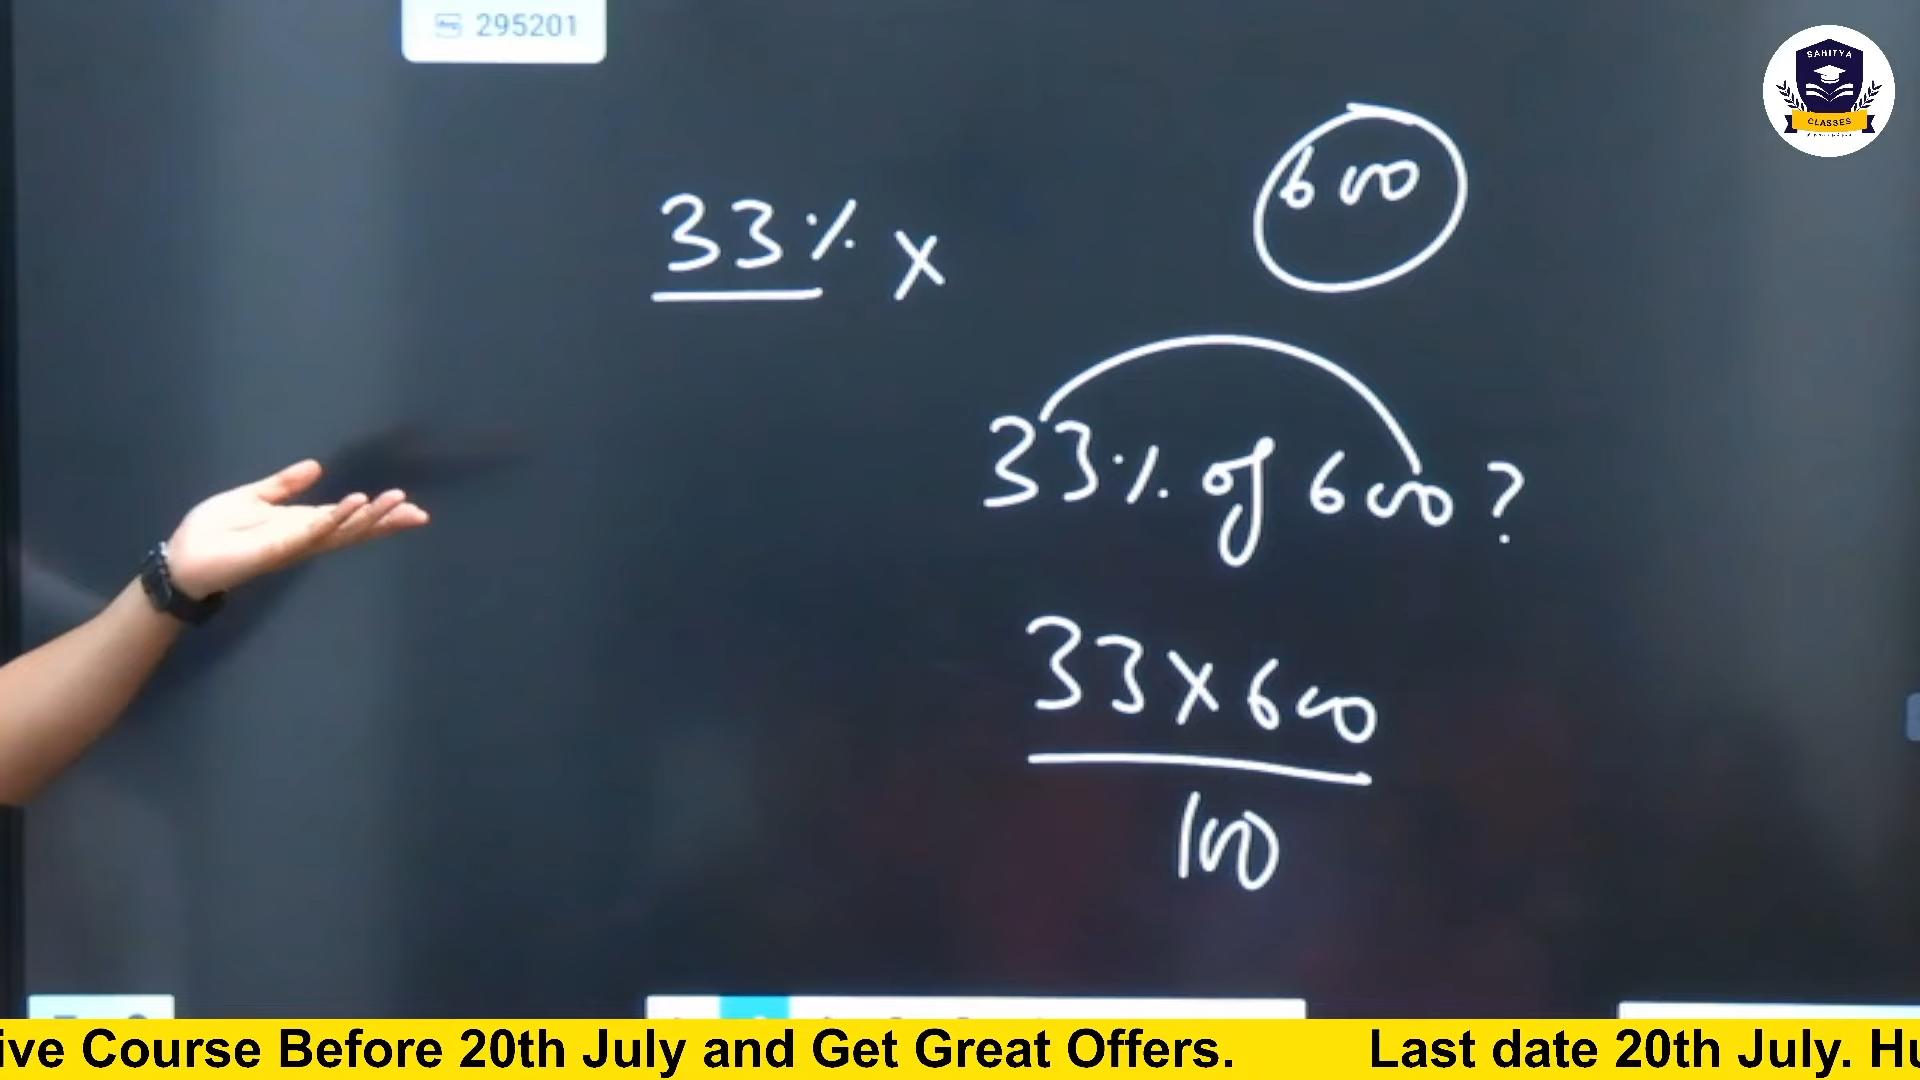 295201
SAHITYA
CLASSES
600
33% x
33% of 600?
33x600
100
ive Course Before 20th July and Get Great Offers. Last date 20th July. Hu